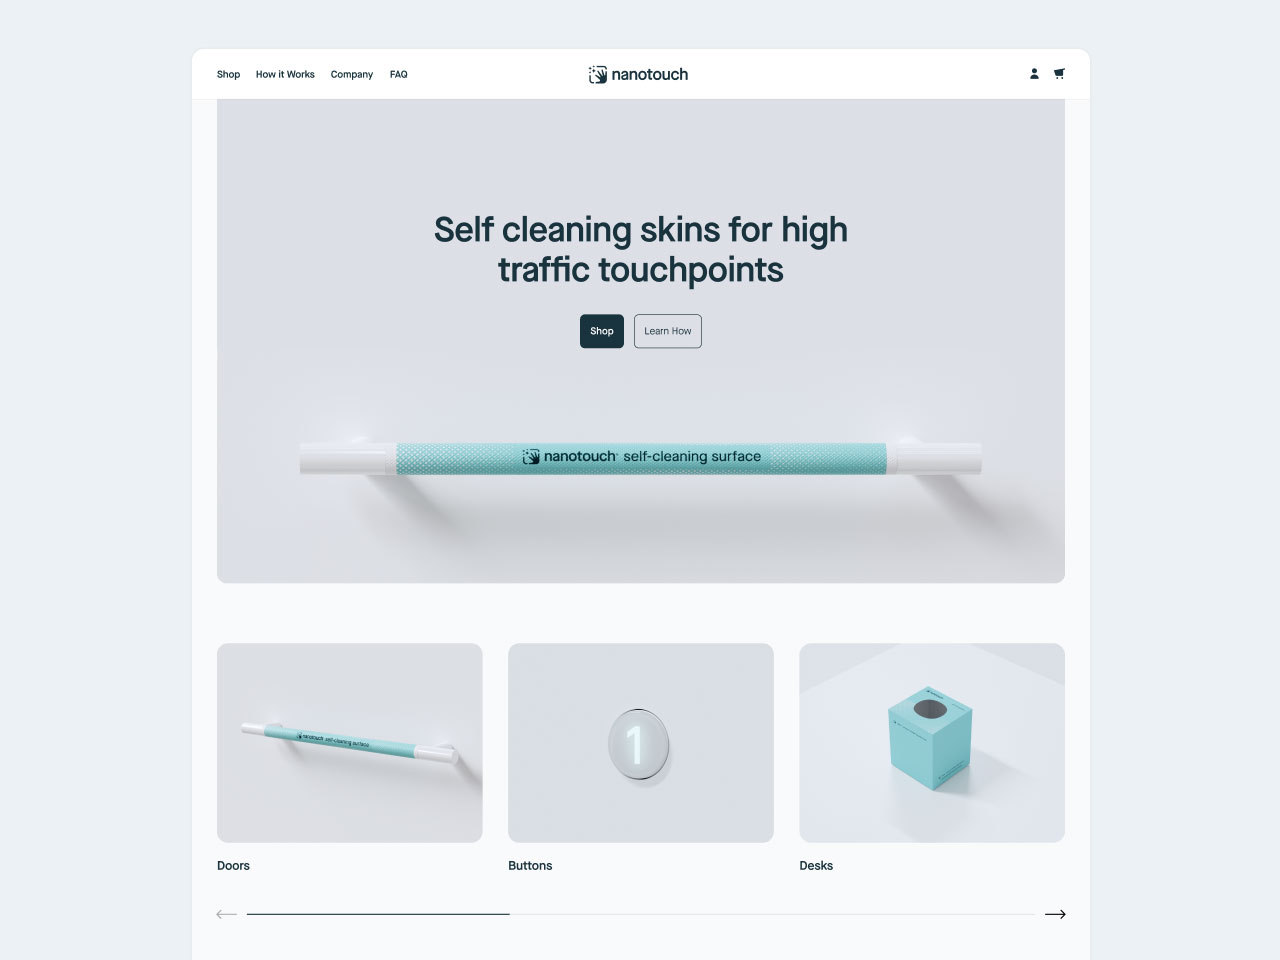 Shop How it Works Company FAQ
nanotouch
Self cleaning skins for high
traffic touchpoints
Shop Learn How
nanotouch self-cleaning surface
nanotouch self-cleaning surface
1
Doors
Buttons
Desks